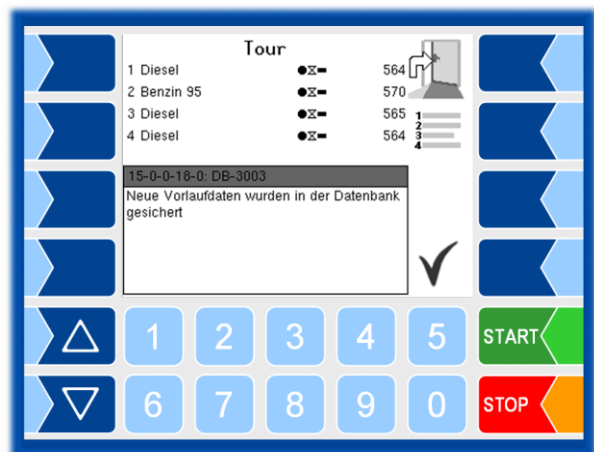 Tour
1 Diesel 564
2 Benzin 95 570
3 Diesel 565
4 Diesel 564
1
2
3
4
15-0-0-18-0: DB-3003
Neue Vorlaufdaten wurden in der Datenbank
gesichert
1 2 3 4 5 START
6 7 8 9 0 STOP